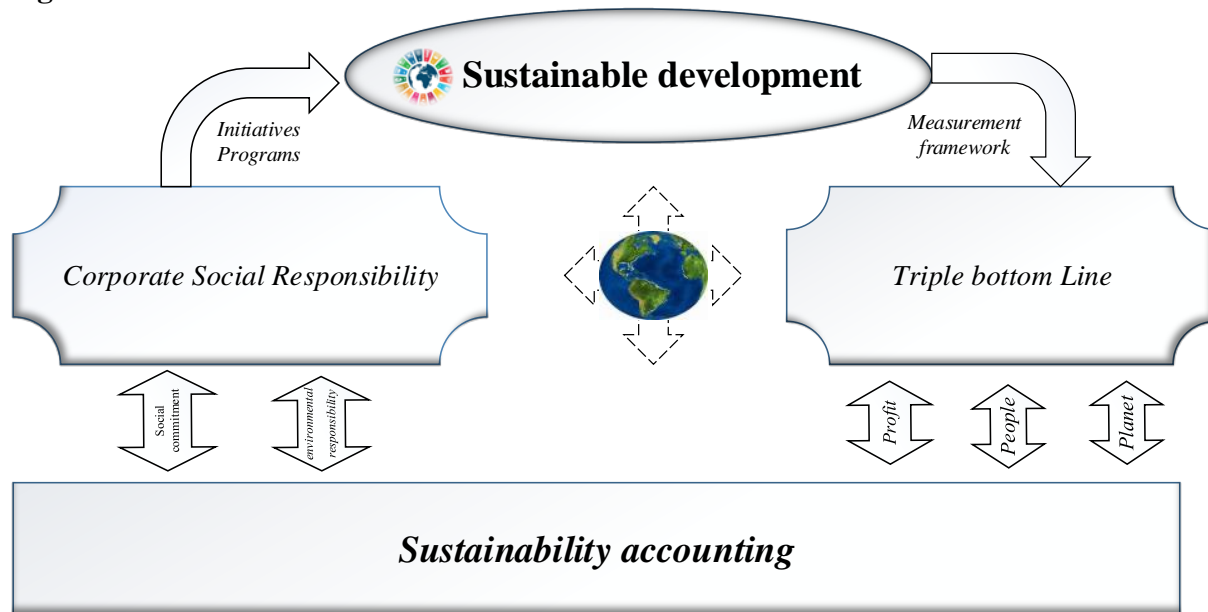 Sustainable development
Initiatives
Programs
Measurement
framework
Corporate Social Responsibility
Triple bottom Line
Social
commitment
environmental
responsibility
Profit
People
Planet
Sustainability accounting